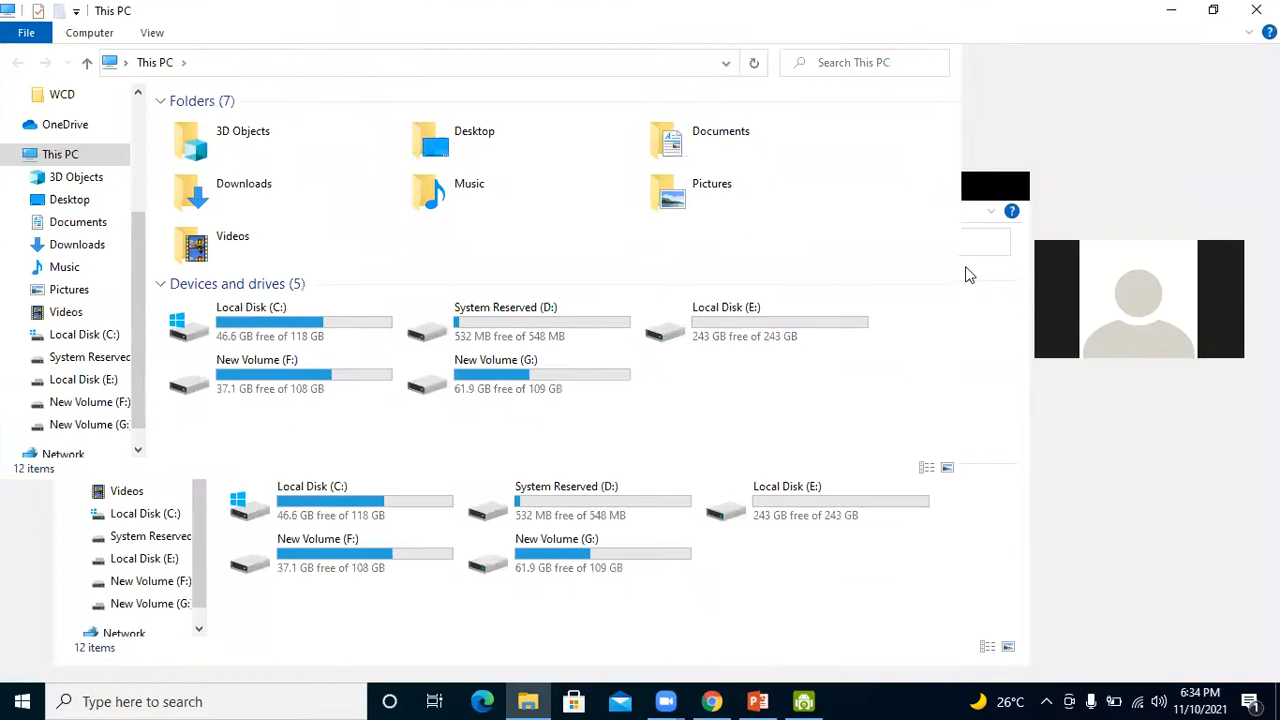 This PC
File Computer View
This PC Search This PC
WCD
OneDrive
This PC
3D Objects
Desktop
Documents
Downloads
Music
Pictures
Videos
Local Disk (C:)
System Reserved
Local Disk (E:)
New Volume (F:)
New Volume (G:
Network
12 items
Folders (7)
3D Objects Desktop Documents
Downloads Music Pictures
Videos
Devices and drives (5)
Local Disk (C:) System Reserved (D:) Local Disk (E:)
46.6 GB free of 118 GB 532 MB free of 548 MB 243 GB free of 243 GB
New Volume (F:) New Volume (G:)
37.1 GB free of 108 GB 61.9 GB free of 109 GB
Videos
Local Disk (C:)
System Reserved
Local Disk (E:)
New Volume (F:)
New Volume (G:
Network
12 items
Local Disk (C:) System Reserved (D:) Local Disk (E:)
46.6 GB free of 118 GB 532 MB free of 548 MB 243 GB free of 243 GB
New Volume (F:) New Volume (G:)
37.1 GB free of 108 GB 61.9 GB free of 109 GB
Type here to search
26°C
6:34 PM
11/10/2021
1